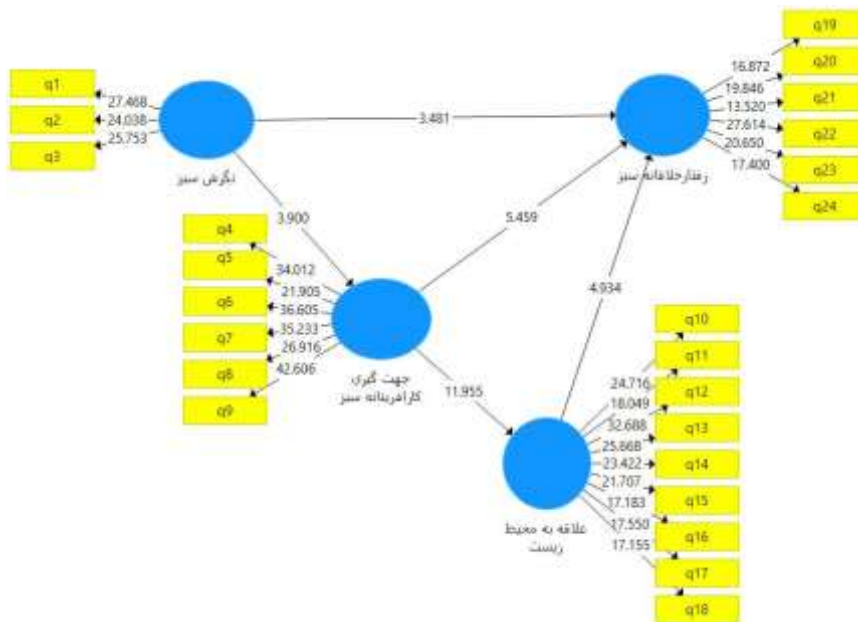 q1
q2
q3
27.468
24.038
25.753
نگرش سبز
3.481
3.900
q4
q5
q6
q7
q8
q9
34.012
21.905
36.605
35.233
26.916
42.606
جهت گیری
کارآفرینانه سبز
5.459
11.955
4.934
رفتارخلاقانه سبز
16.872
19.846
13.520
27.614
20.650
17.400
q19
q20
q21
q22
q23
q24
علاقه به محیط
زیست
24.716
18.049
32.688
25.668
23.422
21.707
17.183
17.550
17.155
q10
q11
q12
q13
q14
q15
q16
q17
q18